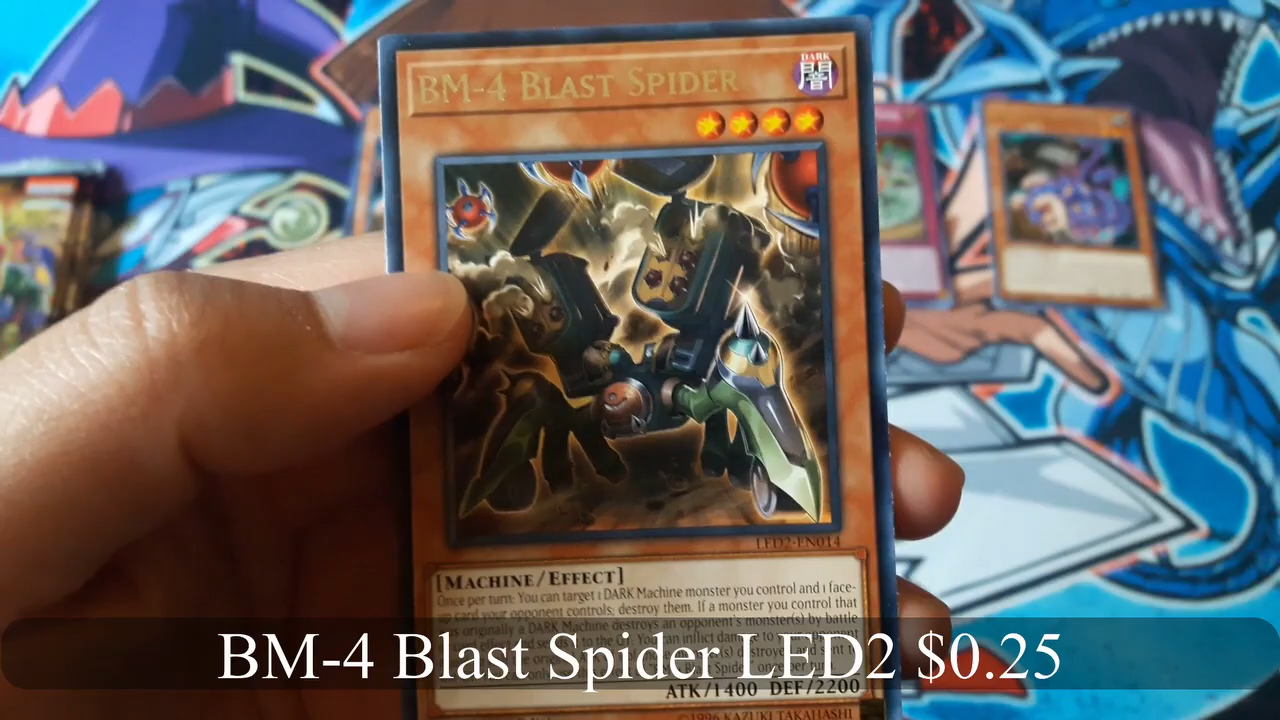 BM-4 BLAST SPIDER
DARK
闇
LED2-EN014
[MACHINE/EFFECT]
Once per turn: You can target 1 DARK Machine monster you control and 1 face-
up card your opponent controls; destroy them. If a monster you control that
originally a DARK Machine destroys an opponent's monster(s) by battle
BM-4 Blast Spider LED2 $0.25
ATK/1400 DEF/2200
©1996 KAZUKI TAKAHASHI